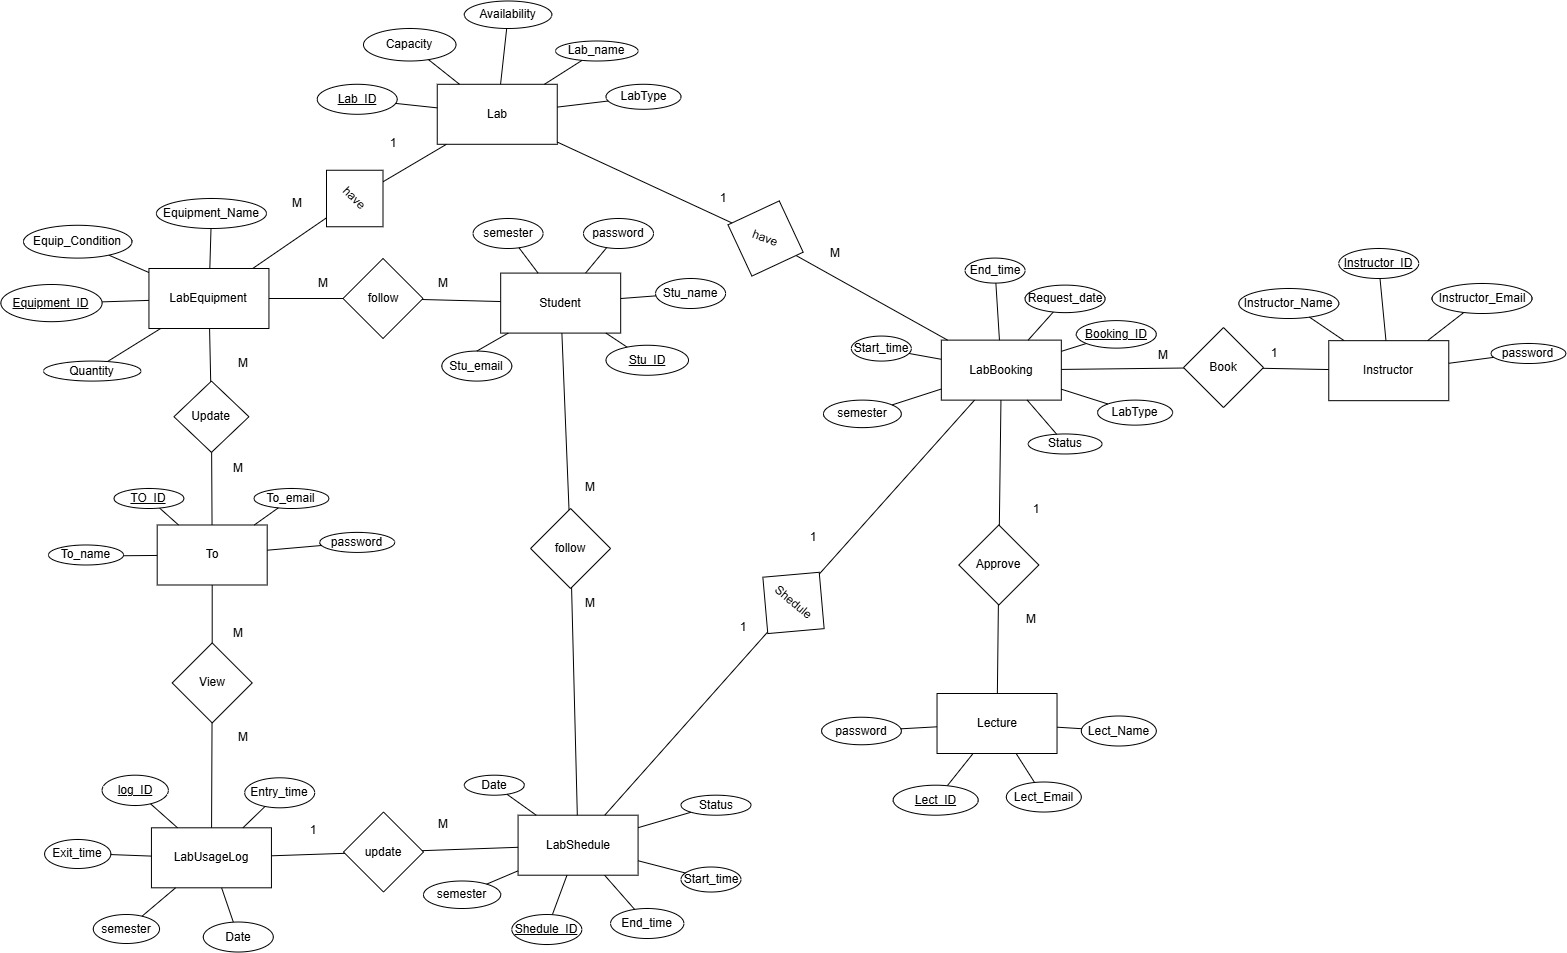 Availability
Capacity
Lab_name
Lab_ID
LabType
Lab
1
have
M
1
have
M
Equipment_Name
Equip_Condition
Equipment_ID
LabEquipment
Quantity
M
follow
M
semester
password
Student
Stu_name
Stu_email
Stu_ID
End_time
Request_date
Booking_ID
Start_time
LabBooking
semester
LabType
Status
M
Book
1
Instructor_ID
Instructor_Name
Instructor_Email
Instructor
password
M
Update
M
TO_ID
To_email
To_name
To
password
M
follow
M
1
Shedule
1
1
Approve
M
M
View
M
password
Lecture
Lect_Name
Lect_ID
Lect_Email
log_ID
Entry_time
Exit_time
LabUsageLog
semester
Date
1
update
M
Date
Status
LabShedule
Start_time
semester
Shedule_ID
End_time